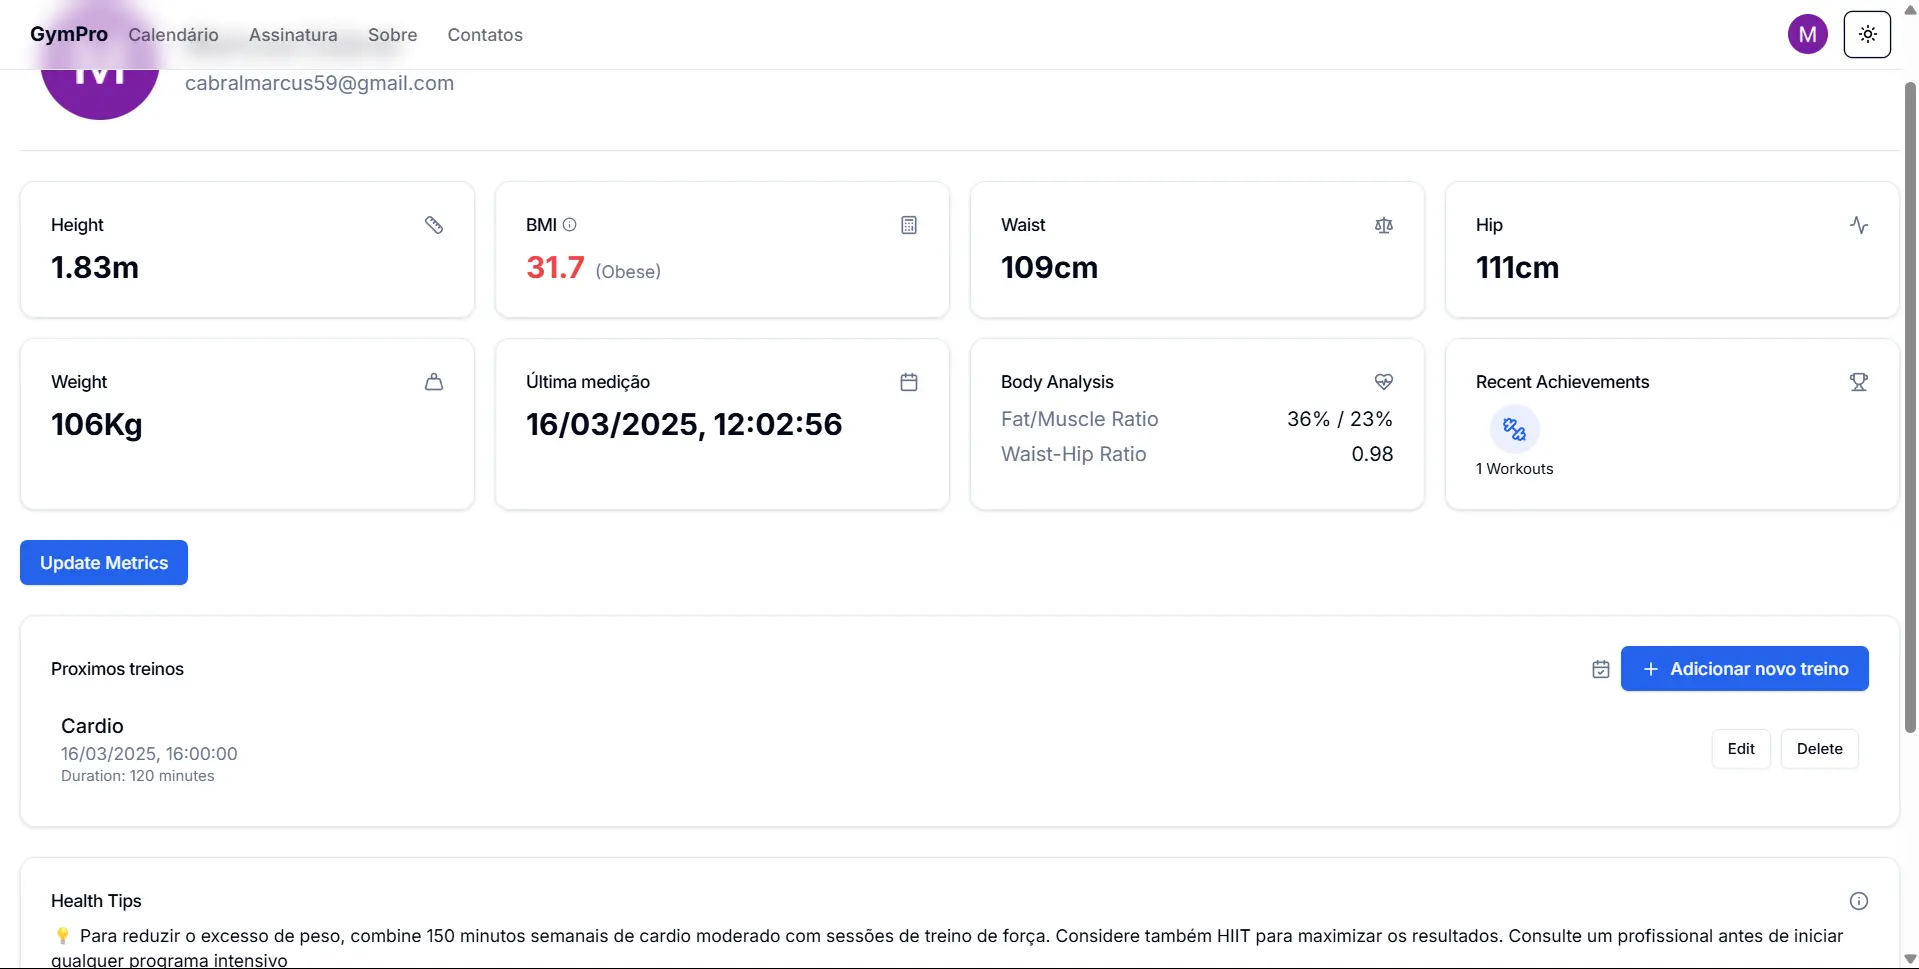 GymPro Calendário Assinatura Sobre Contatos M
M
cabralmarcus59@gmail.com
Height
1.83m
BMI
31.7 (Obese)
Waist
109cm
Hip
111cm
Weight
106Kg
Última medição
16/03/2025, 12:02:56
Body Analysis
Fat/Muscle Ratio 36% / 23%
Waist-Hip Ratio 0.98
Recent Achievements
1 Workouts
Update Metrics
Proximos treinos
+ Adicionar novo treino
Cardio
16/03/2025, 16:00:00
Duration: 120 minutes
Edit Delete
Health Tips
💡 Para reduzir o excesso de peso, combine 150 minutos semanais de cardio moderado com sessões de treino de força. Considere também HIIT para maximizar os resultados. Consulte um profissional antes de iniciar
qualquer programa intensivo